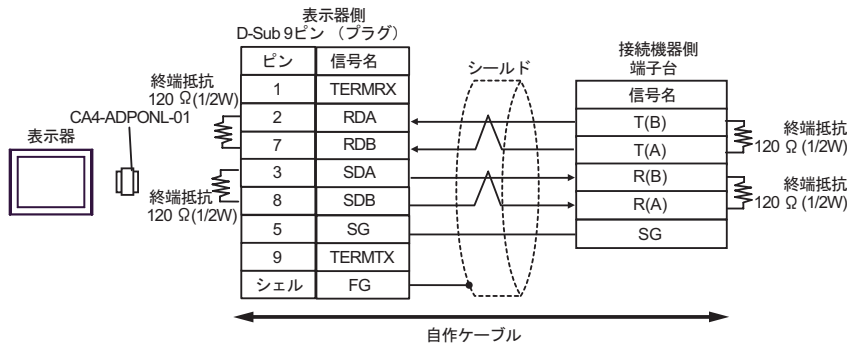 表示器側
D-Sub 9ピン （プラグ）
ピン 信号名
1 TERMRX
2 RDA
7 RDB
3 SDA
8 SDB
5 SG
9 TERMTX
シェル FG
終端抵抗
120 Ω(1/2W)
CA4-ADPONL-01
表示器
終端抵抗
120 Ω(1/2W)
シールド
接続機器側
端子台
信号名
T(B)
T(A)
R(B)
R(A)
SG
終端抵抗
120 Ω (1/2W)
終端抵抗
120 Ω (1/2W)
自作ケーブル